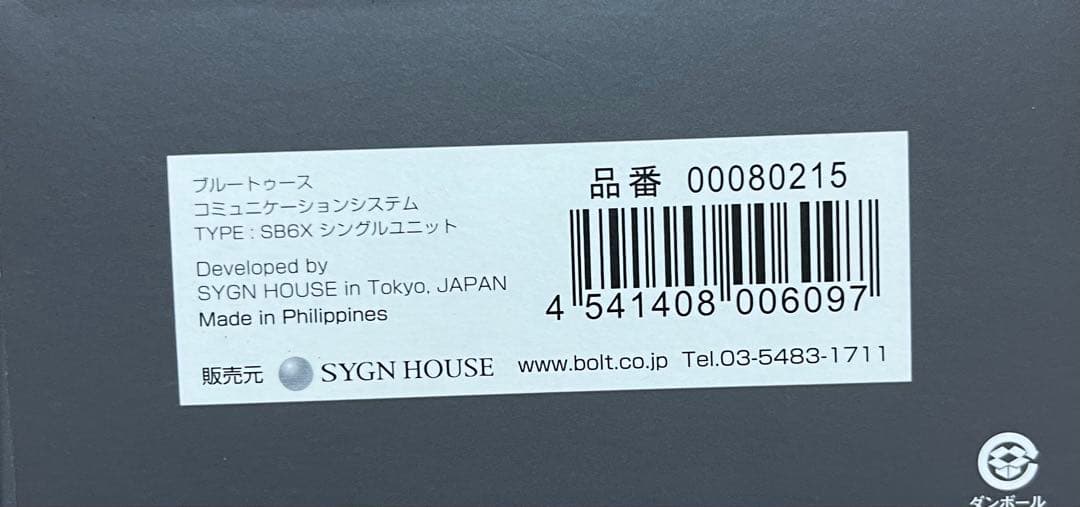 ブルートゥース
コミュニケーションシステム
TYPE : SB6X シングルユニット
Developed by
SYGN HOUSE in Tokyo, JAPAN
Made in Philippines
品番 00080215
4 541408 006097
販売元 SYGN HOUSE www.bolt.co.jp Tel.03-5483-1711
ダンボール